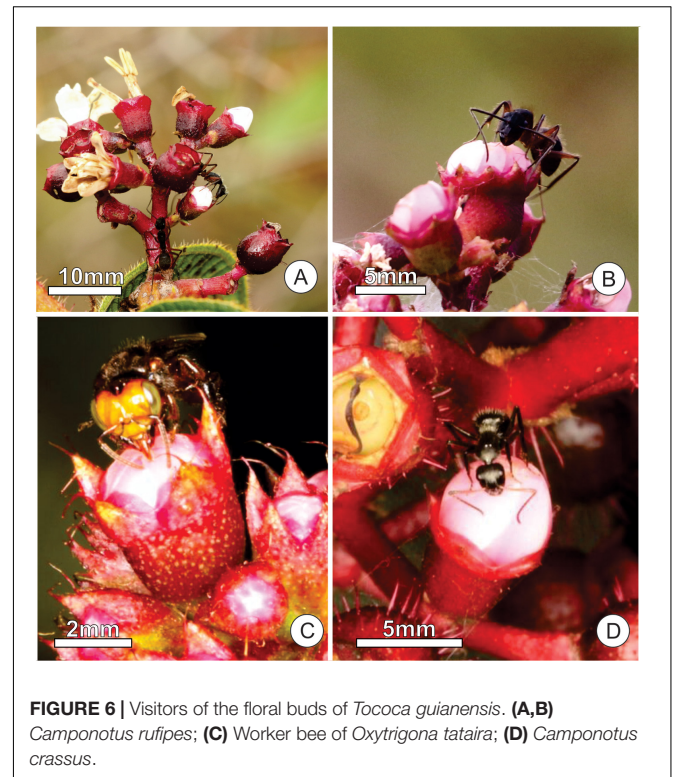 10mm
A
5mm
B
2mm
C
5mm
D
FIGURE 6 | Visitors of the floral buds of Tococa guianensis. (A,B)
Camponotus rufipes; (C) Worker bee of Oxytrigona tataira; (D) Camponotus
crassus.